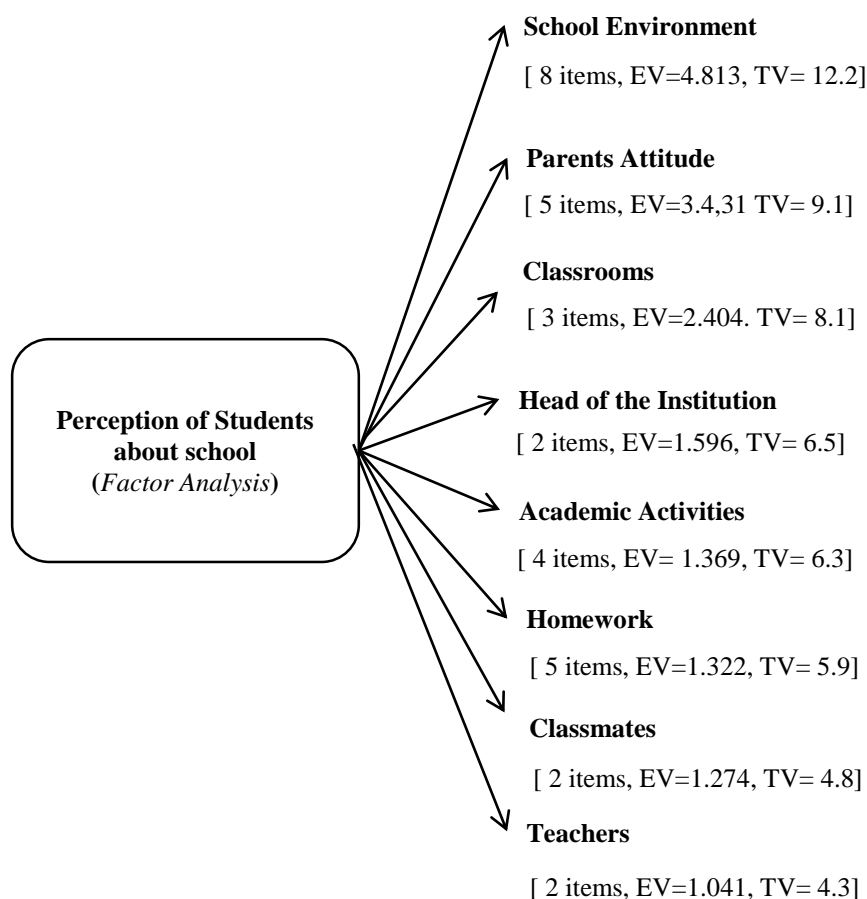 School Environment
[ 8 items, EV=4.813, TV= 12.2]
Parents Attitude
[ 5 items, EV=3.4,31 TV= 9.1]
Classrooms
[ 3 items, EV=2.404. TV= 8.1]
Perception of Students
about school
(Factor Analysis)
Head of the Institution
[ 2 items, EV=1.596, TV= 6.5]
Academic Activities
[ 4 items, EV= 1.369, TV= 6.3]
Homework
[ 5 items, EV=1.322, TV= 5.9]
Classmates
[ 2 items, EV=1.274, TV= 4.8]
Teachers
[ 2 items, EV=1.041, TV= 4.3]